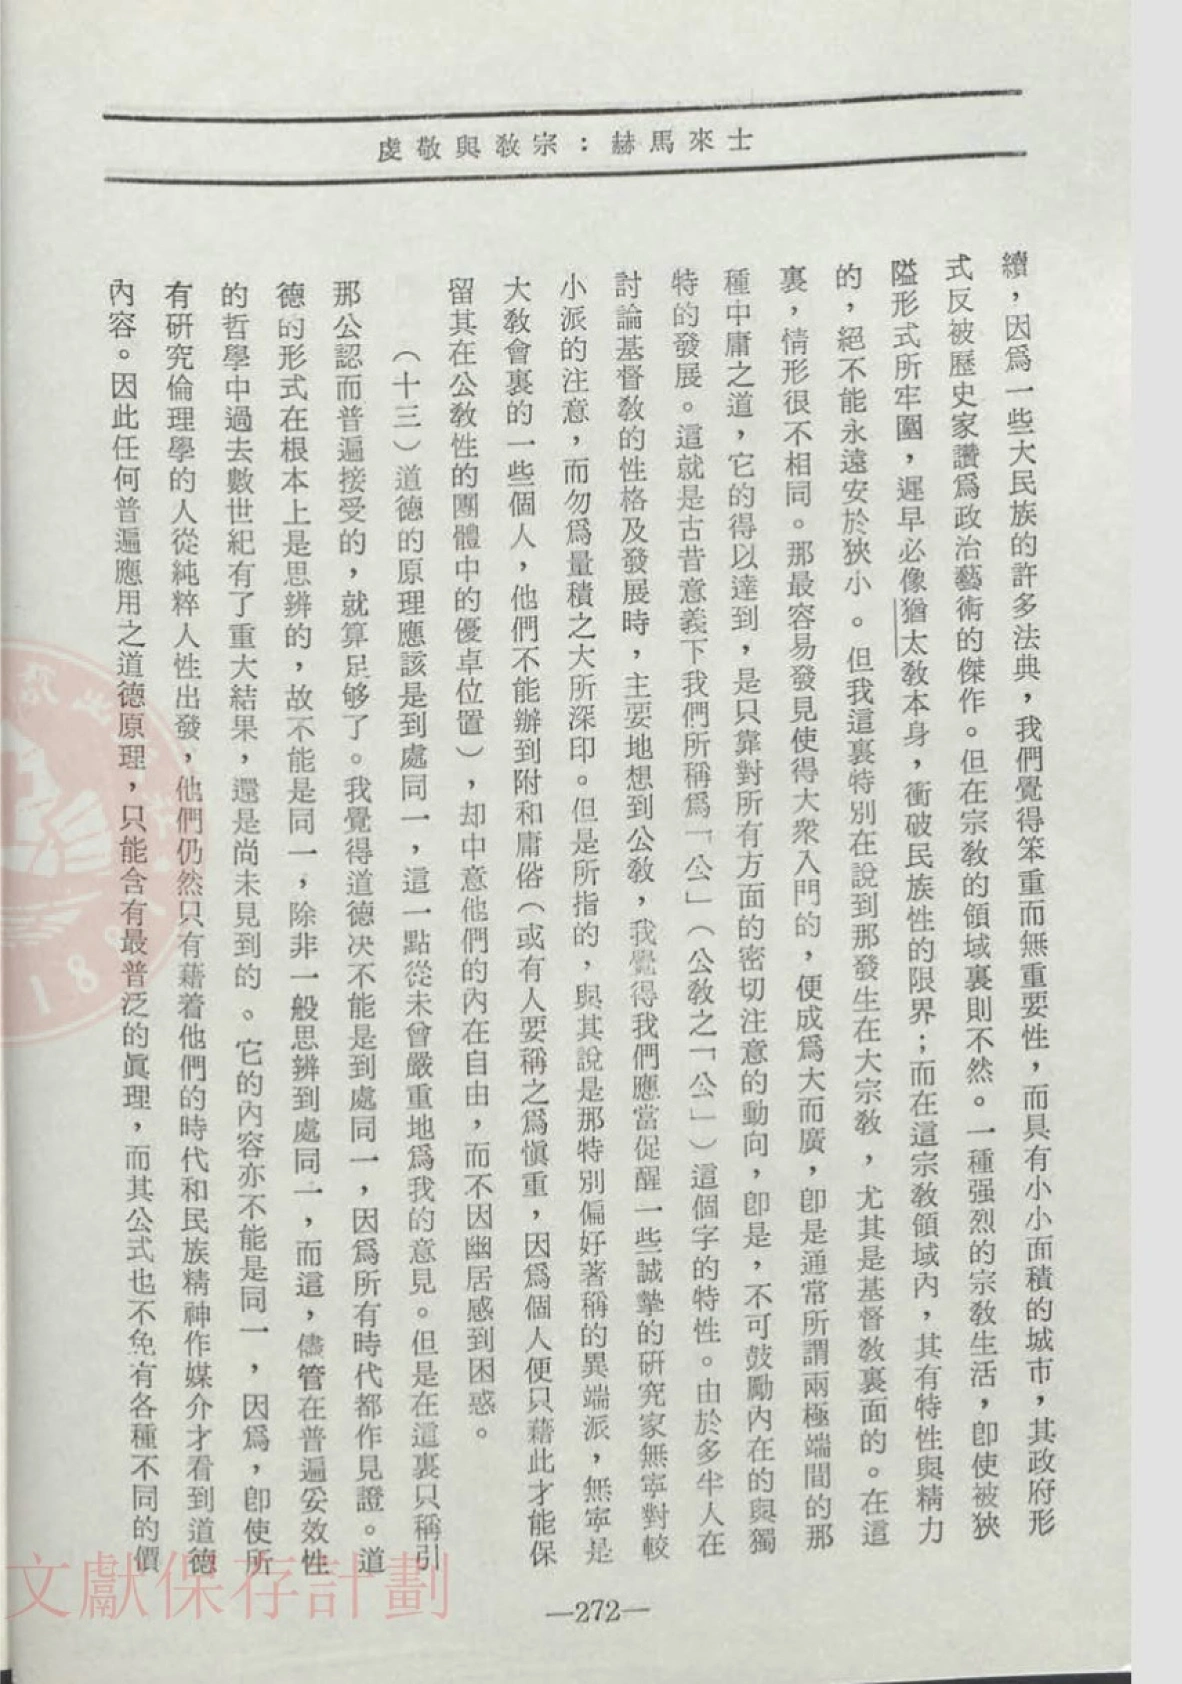 士來馬赫：宗教與敬虔
續，因爲一些大民族的許多法典，我們覺得笨重而無重要性，而具有小小面積的城市，其政府形
式反被歷史家讚爲政治藝術的傑作。但在宗教的領域裏則不然。一種强烈的宗教生活，卽使被狹
隘形式所牢圍，遲早必像猶太教本身，衝破民族性的限界；而在這宗教領域內，其有特性與精力
的，絕不能永遠安於狹小。但我這裏特別在說到那發生在大宗教，尤其是基督教裏面的。在這
裏，情形很不相同。那最容易發見使得大衆入門的，便成爲大而廣，卽是通常所謂兩極端間的那
種中庸之道，它的得以達到，是只靠對所有方面的密切注意的動向，卽是，不可鼓勵內在的與獨
特的發展。這就是古昔意義下我們所稱爲「公」（公教之「公」）這個字的特性。由於多半人在
討論基督教的性格及發展時，主要地想到公教，我覺得我們應當促醒一些誠摯的研究家無寧對較
小派的注意，而勿爲量積之大所深印。但是所指的，與其說是那特別偏好著稱的異端派，無寧是
大教會裏的一些個人，他們不能辦到附和庸俗（或有人要稱之爲愼重，因爲個人便只藉此才能保
留其在公教性的團體中的優卓位置），却中意他們的內在自由，而不因幽居感到困惑。
（十三）道德的原理應該是到處同一，這一點從未曾嚴重地爲我的意見。但是在這裏只稱引
那公認而普遍接受的，就算足够了。我覺得道德决不能是到處同一，因爲所有時代都作見證。道
德的形式在根本上是思辨的，故不能是同一，除非一般思辨到處同一，而這，儘管在普遍妥效性
的哲學中過去數世紀有了重大結果，還是尚未見到的。它的內容亦不能是同一，因爲，卽使所
有研究倫理學的人從純粹人性出發，他們仍然只有藉着他們的時代和民族精神作媒介才看到道德
內容。因此任何普遍應用之道德原理，只能含有最普泛的眞理，而其公式也不免有各種不同的價
—272—
文獻保存計劃